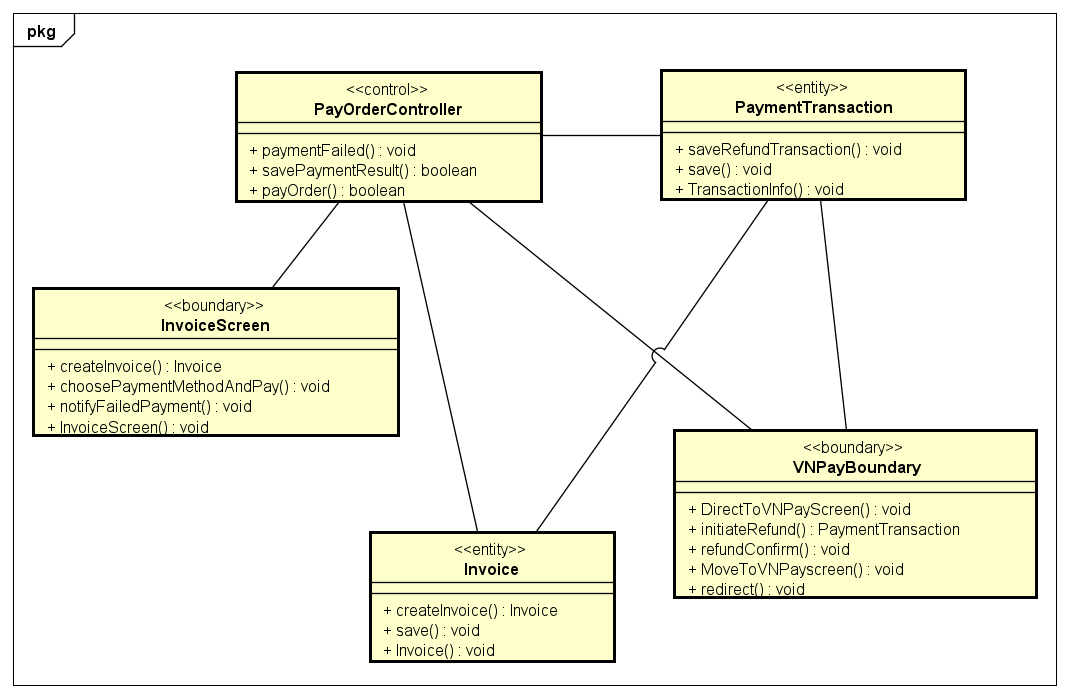 pkg
<<control>>
PayOrderController
+ paymentFailed() : void
+ savePaymentResult() : boolean
+ payOrder() : boolean
<<entity>>
PaymentTransaction
+ saveRefundTransaction() : void
+ save() : void
+ TransactionInfo() : void
<<boundary>>
InvoiceScreen
+ createInvoice() : Invoice
+ choosePaymentMethodAndPay() : void
+ notifyFailedPayment() : void
+ InvoiceScreen() : void
<<boundary>>
VNPayBoundary
+ DirectToVNPayScreen() : void
+ initiateRefund() : PaymentTransaction
+ refundConfirm() : void
+ MoveToVNPayscreen() : void
+ redirect() : void
<<entity>>
Invoice
+ createInvoice() : Invoice
+ save() : void
+ Invoice() : void